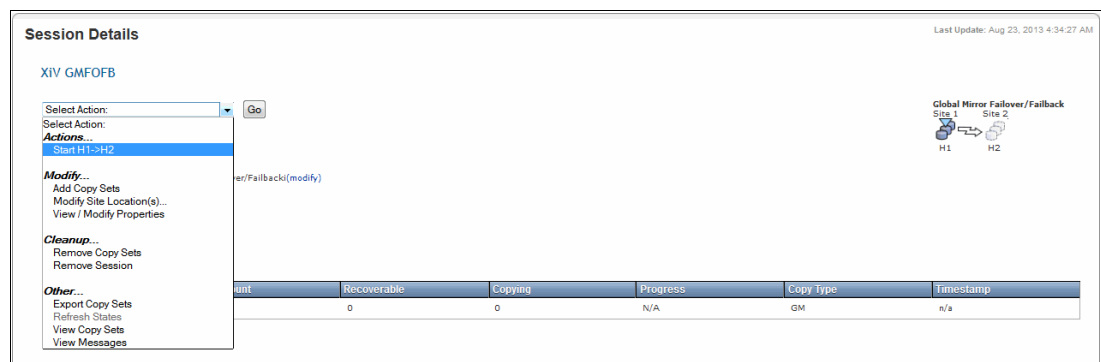 Session Details
Last Update: Aug 23, 2013 4:34:27 AM
XiV GMFOFB
Select Action:
Go
Global Mirror Failover/Failback
Site 1 Site 2
H1 H2
Select Action:
Actions...
Start H1->H2
Modify...
er/Failbacki(modify)
Add Copy Sets
Modify Site Location(s)...
View / Modify Properties
Cleanup...
Remove Copy Sets
Remove Session
Other...
unt Recoverable Copying Progress Copy Type Timestamp
Export Copy Sets
0 0 N/A GM n/a
Refresh States
View Copy Sets
View Messages